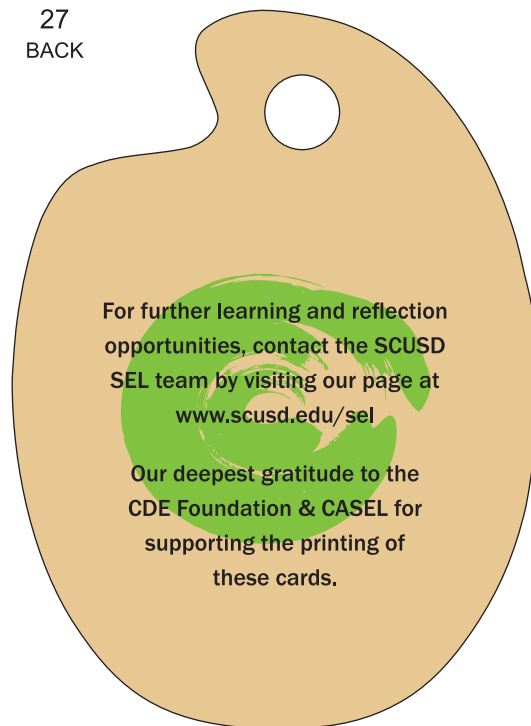 27
BACK
For further learning and reflection
opportunities, contact the SCUSD
SEL team by visiting our page at
www.scusd.edu/sel
Our deepest gratitude to the
CDE Foundation & CASEL for
supporting the printing of
these cards.